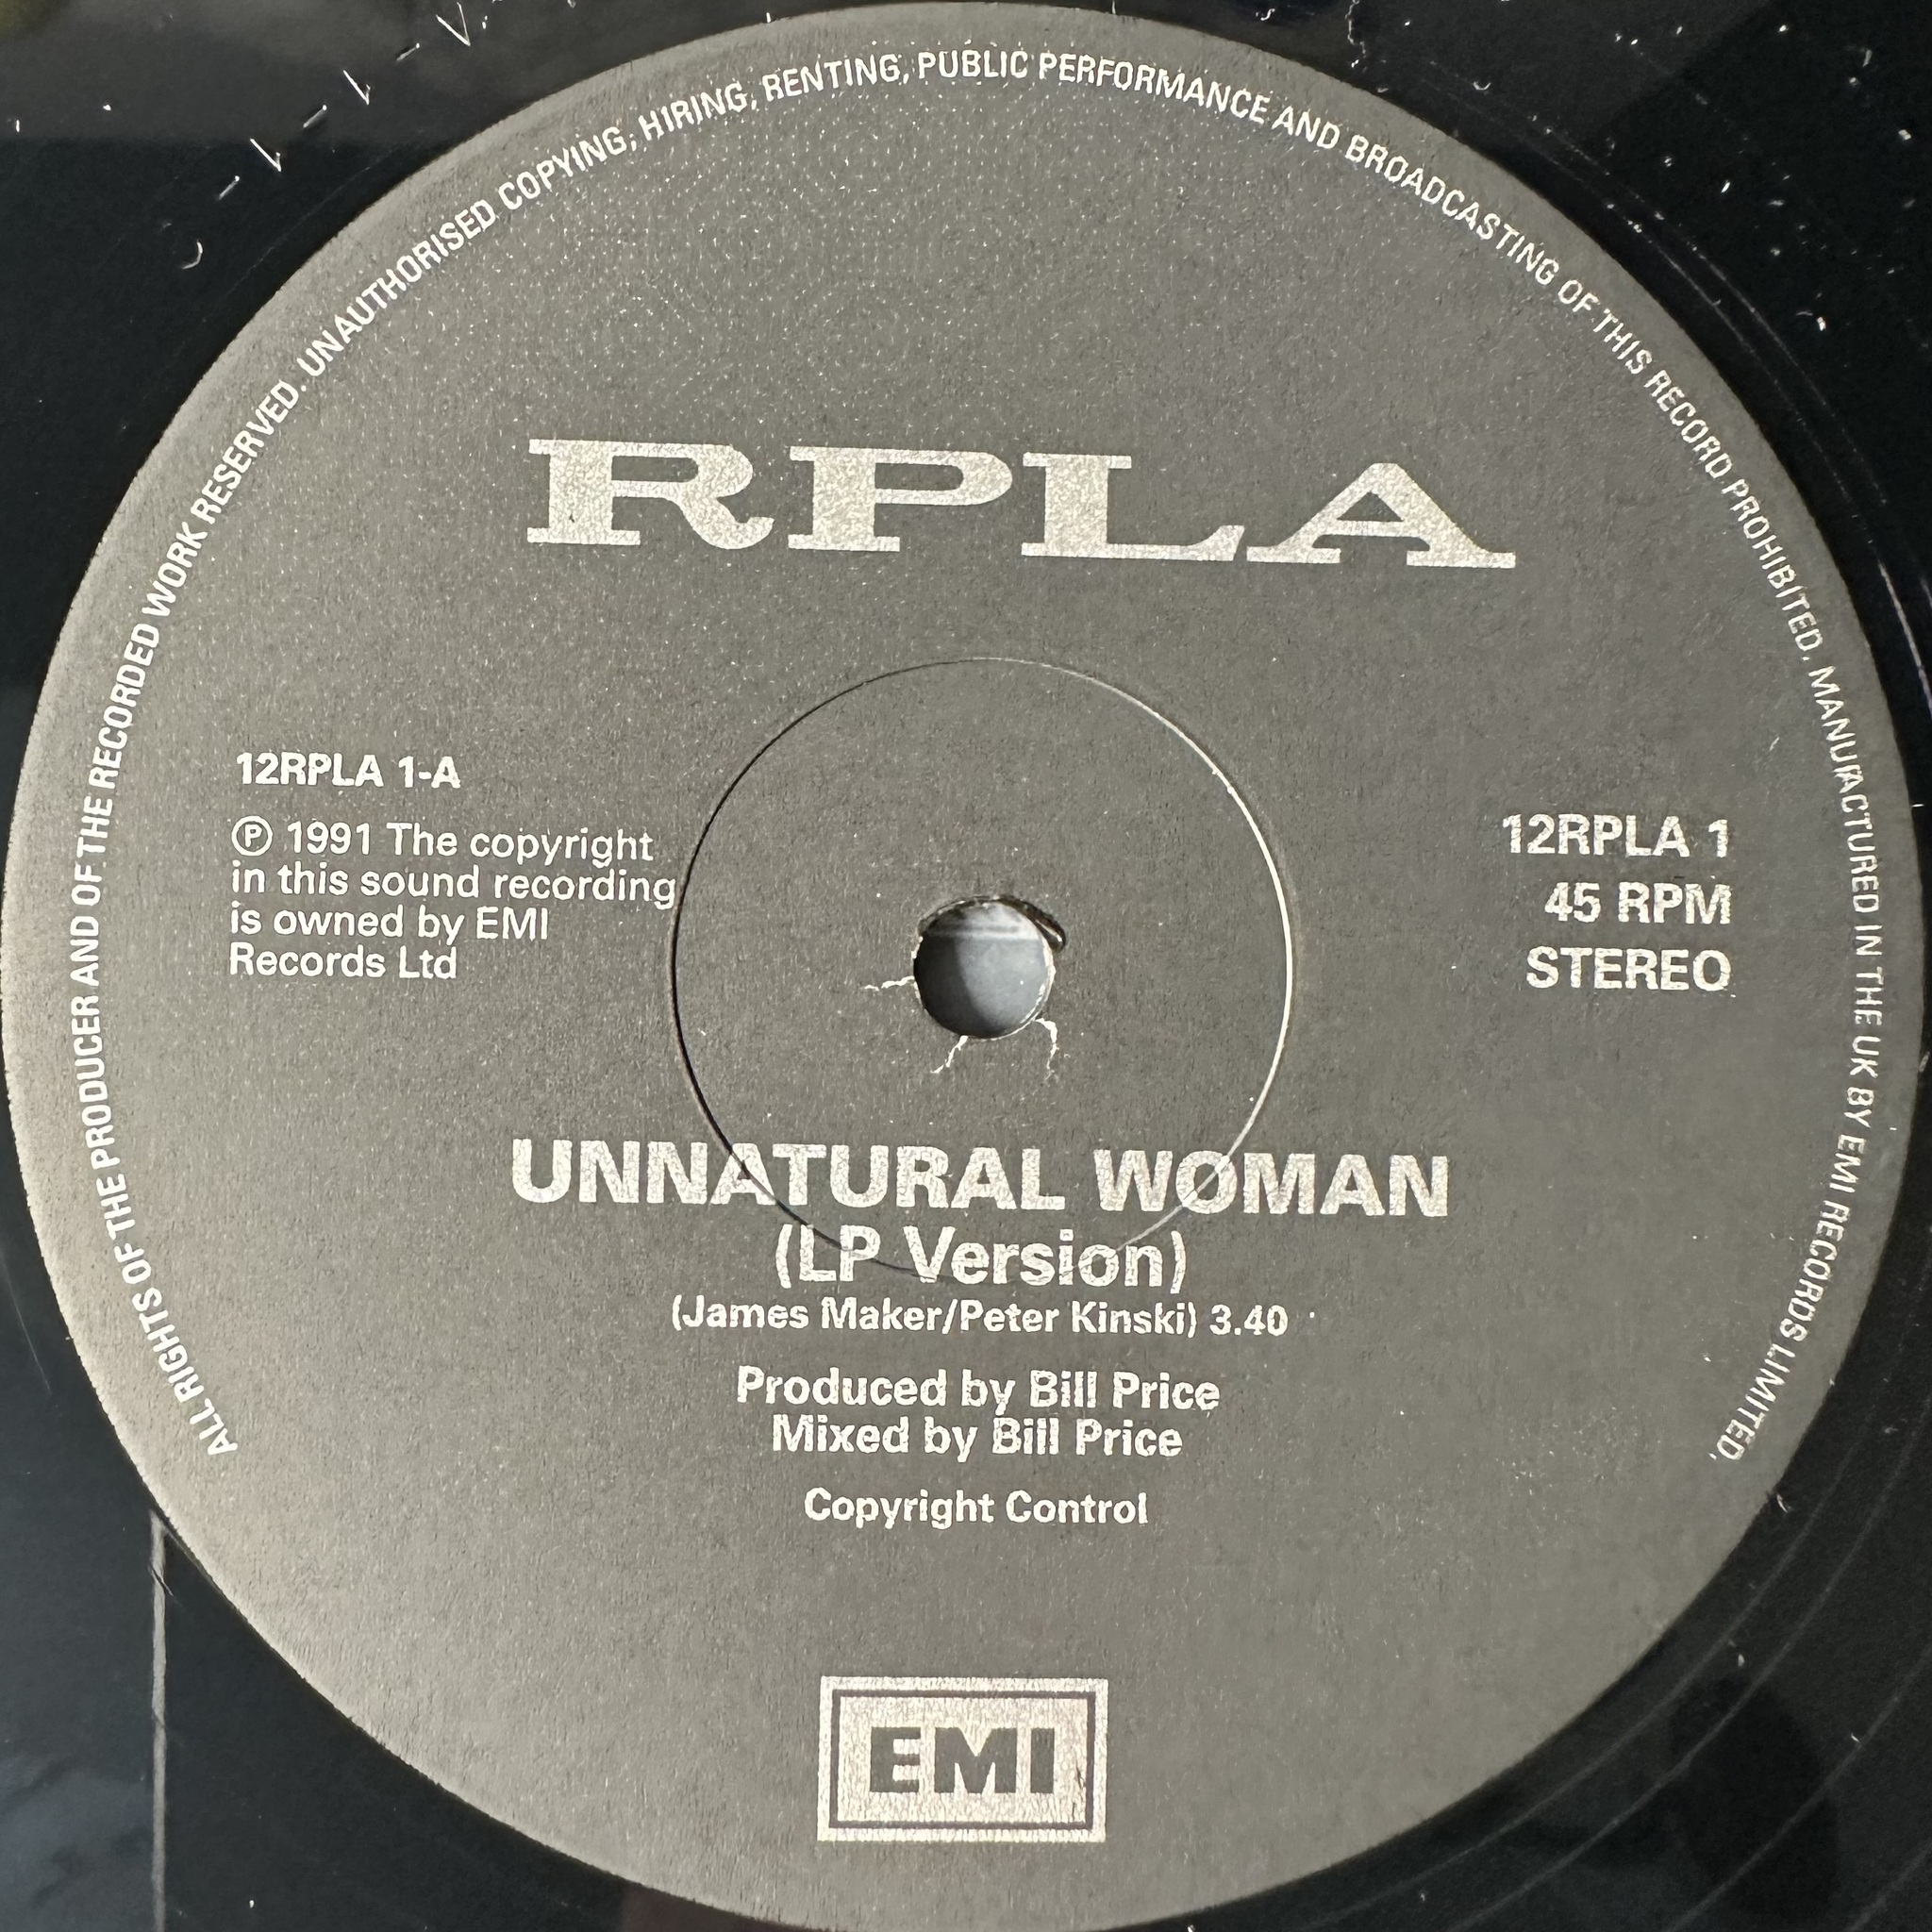 ALL RIGHTS OF THE PRODUCER AND OF THE RECORDED WORK RESERVED. UNAUTHORISED COPYING, HIRING, RENTING, PUBLIC PERFORMANCE AND BROADCASTING OF THIS RECORD PROHIBITED. MANUFACTURED IN THE UK BY EMI RECORDS LIMITED.
RPLA
12RPLA 1-A
Ⓟ 1991 The copyright
in this sound recording
is owned by EMI
Records Ltd
12RPLA 1
45 RPM
STEREO
UNNATURAL WOMAN
(LP Version)
(James Maker/Peter Kinski) 3.40
Produced by Bill Price
Mixed by Bill Price
Copyright Control
EMI